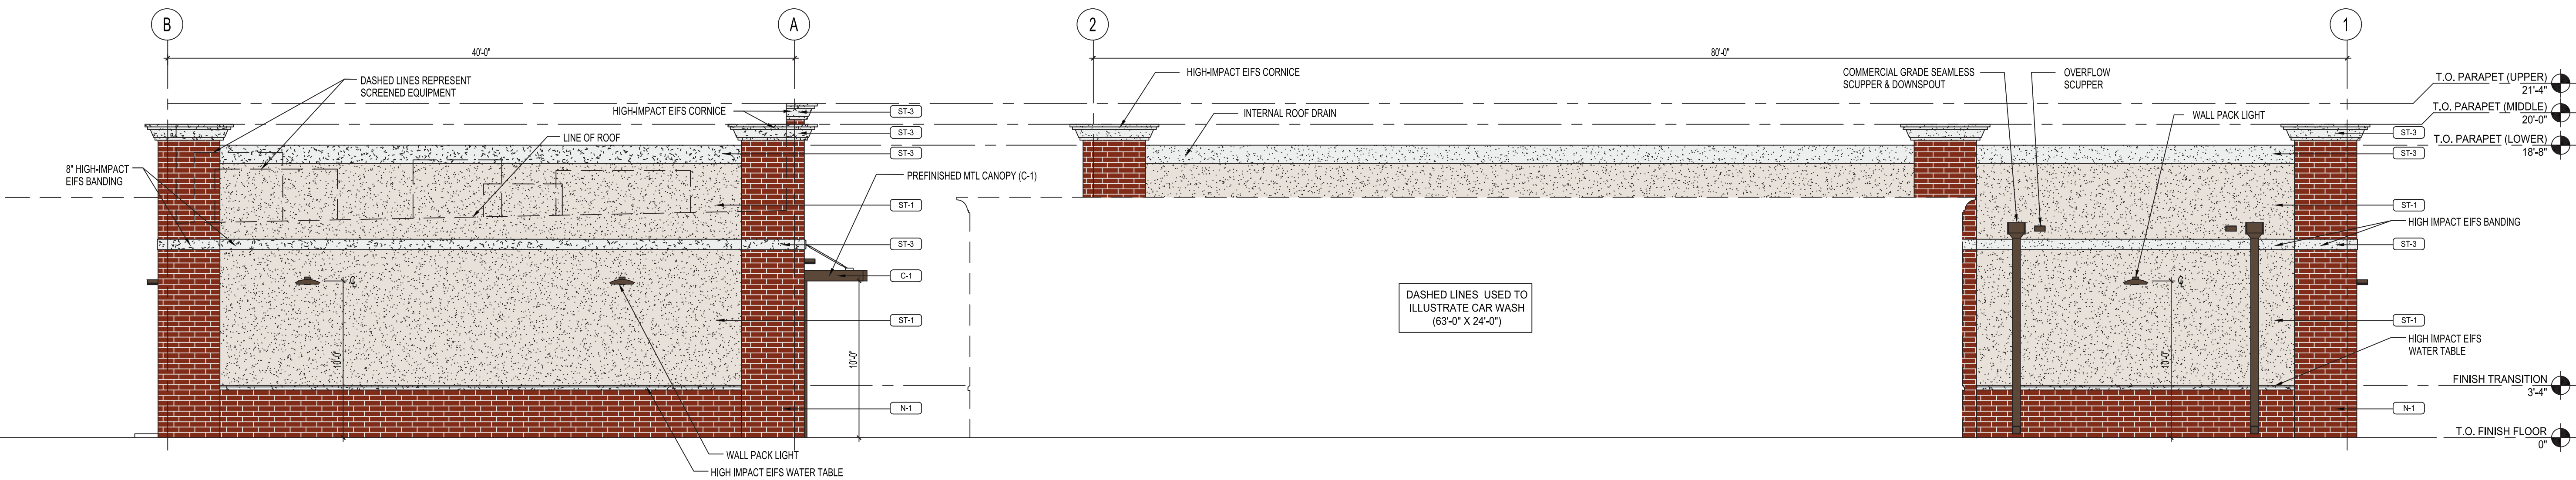 B
A
2
1
40'-0"
80'-0"
DASHED LINES REPRESENT
SCREENED EQUIPMENT
HIGH-IMPACT EIFS CORNICE
LINE OF ROOF
8" HIGH-IMPACT
EIFS BANDING
ST-3
ST-3
ST-3
PREFINISHED MTL CANOPY (C-1)
ST-1
ST-3
C-1
ST-1
N-1
10'-0"
10'-0"
WALL PACK LIGHT
HIGH IMPACT EIFS WATER TABLE
HIGH-IMPACT EIFS CORNICE
INTERNAL ROOF DRAIN
COMMERCIAL GRADE SEAMLESS
SCUPPER & DOWNSPOUT
OVERFLOW
SCUPPER
WALL PACK LIGHT
DASHED LINES USED TO
ILLUSTRATE CAR WASH
(63'-0" X 24'-0")
10'-0"
T.O. PARAPET (UPPER)
21'-4"
T.O. PARAPET (MIDDLE)
20'-0"
ST-3
T.O. PARAPET (LOWER)
18'-8"
ST-3
ST-1
HIGH IMPACT EIFS BANDING
ST-3
ST-1
HIGH IMPACT EIFS
WATER TABLE
FINISH TRANSITION
3'-4"
N-1
T.O. FINISH FLOOR
0"